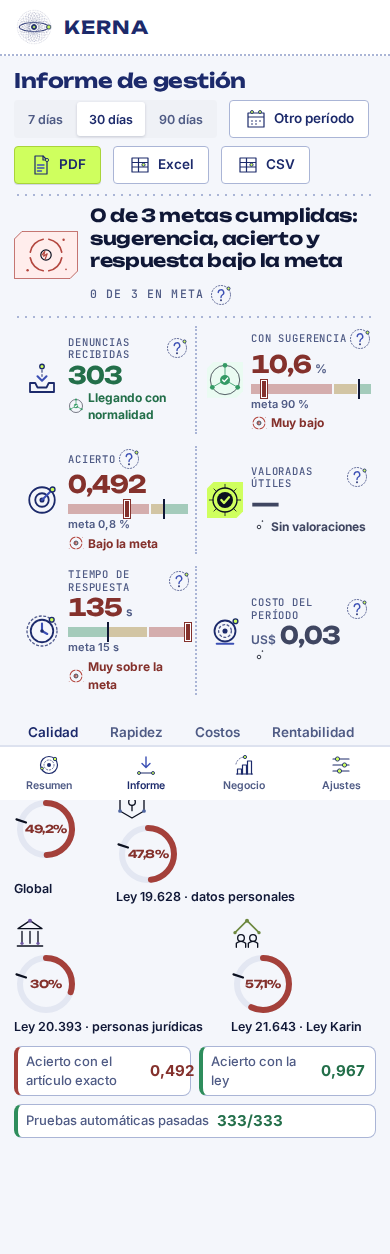 KERNA
Informe de gestión
7 días
30 días
90 días
Otro período
PDF
Excel
CSV
0 de 3 metas cumplidas:
sugerencia, acierto y
respuesta bajo la meta
0 DE 3 EN META
?
DENUNCIAS
RECIBIDAS
?
303
Llegando con
normalidad
CON SUGERENCIA
?
10,6 %
meta 90 %
Muy bajo
ACIERTO
?
0,492
meta 0,8 %
Bajo la meta
VALORADAS
ÚTILES
?
—
Sin valoraciones
TIEMPO DE
RESPUESTA
?
135 s
meta 15 s
Muy sobre la
meta
COSTO DEL
PERÍODO
?
US$ 0,03
Calidad
Rapidez
Costos
Rentabilidad
Resumen
Informe
Negocio
Ajustes
49,2%
Global
47,8%
Ley 19.628 · datos personales
30%
Ley 20.393 · personas jurídicas
57,1%
Ley 21.643 · Ley Karin
Acierto con el
artículo exacto
0,492
Acierto con la
ley
0,967
Pruebas automáticas pasadas 333/333